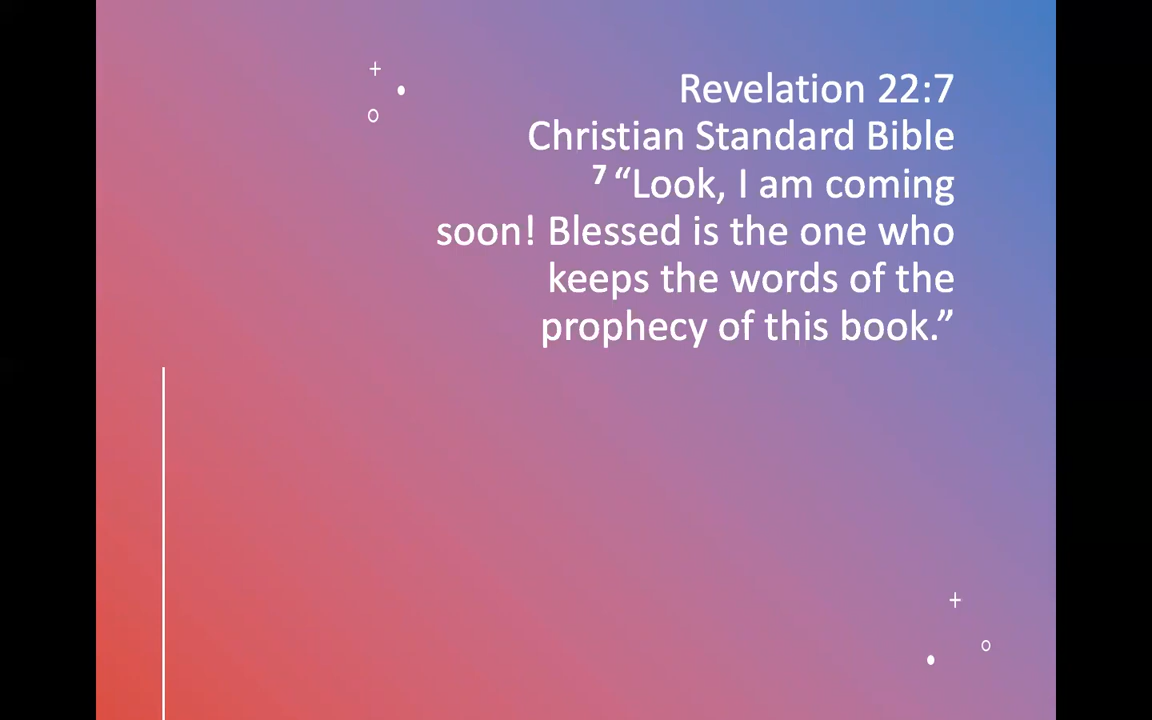 Revelation 22:7
Christian Standard Bible
⁷ “Look, I am coming
soon! Blessed is the one who
keeps the words of the
prophecy of this book.”